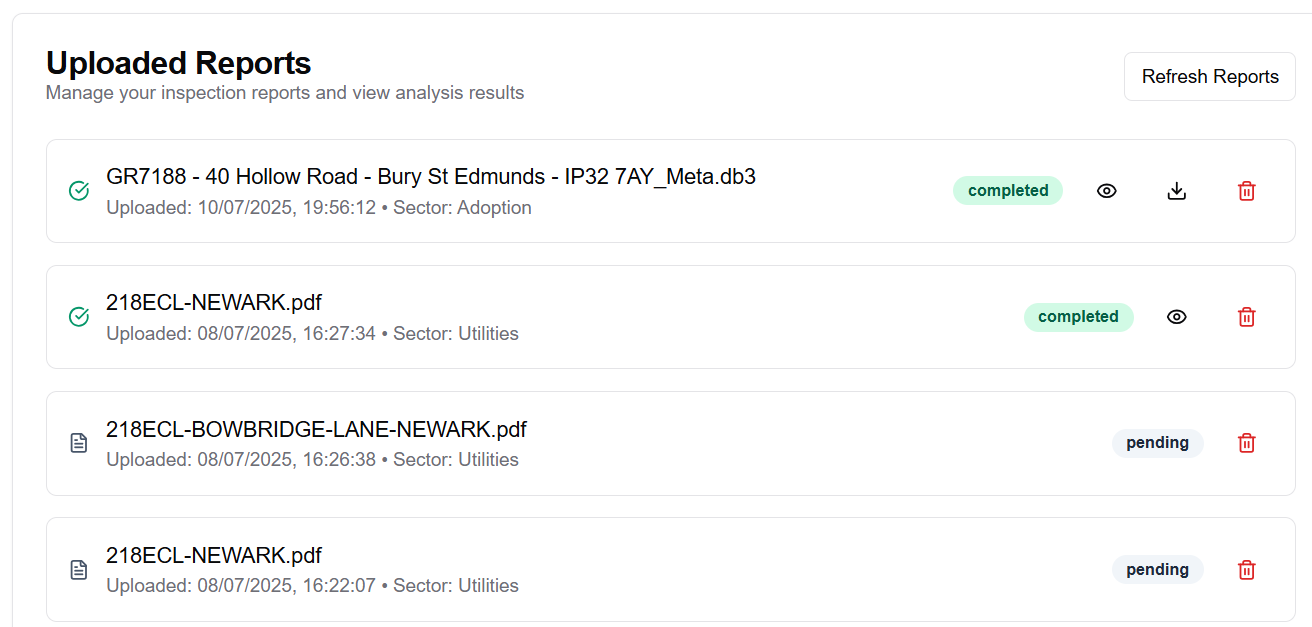 Uploaded Reports
Manage your inspection reports and view analysis results
Refresh Reports
GR7188 - 40 Hollow Road - Bury St Edmunds - IP32 7AY_Meta.db3
Uploaded: 10/07/2025, 19:56:12 • Sector: Adoption
completed
218ECL-NEWARK.pdf
Uploaded: 08/07/2025, 16:27:34 • Sector: Utilities
completed
218ECL-BOWBRIDGE-LANE-NEWARK.pdf
Uploaded: 08/07/2025, 16:26:38 • Sector: Utilities
pending
218ECL-NEWARK.pdf
Uploaded: 08/07/2025, 16:22:07 • Sector: Utilities
pending